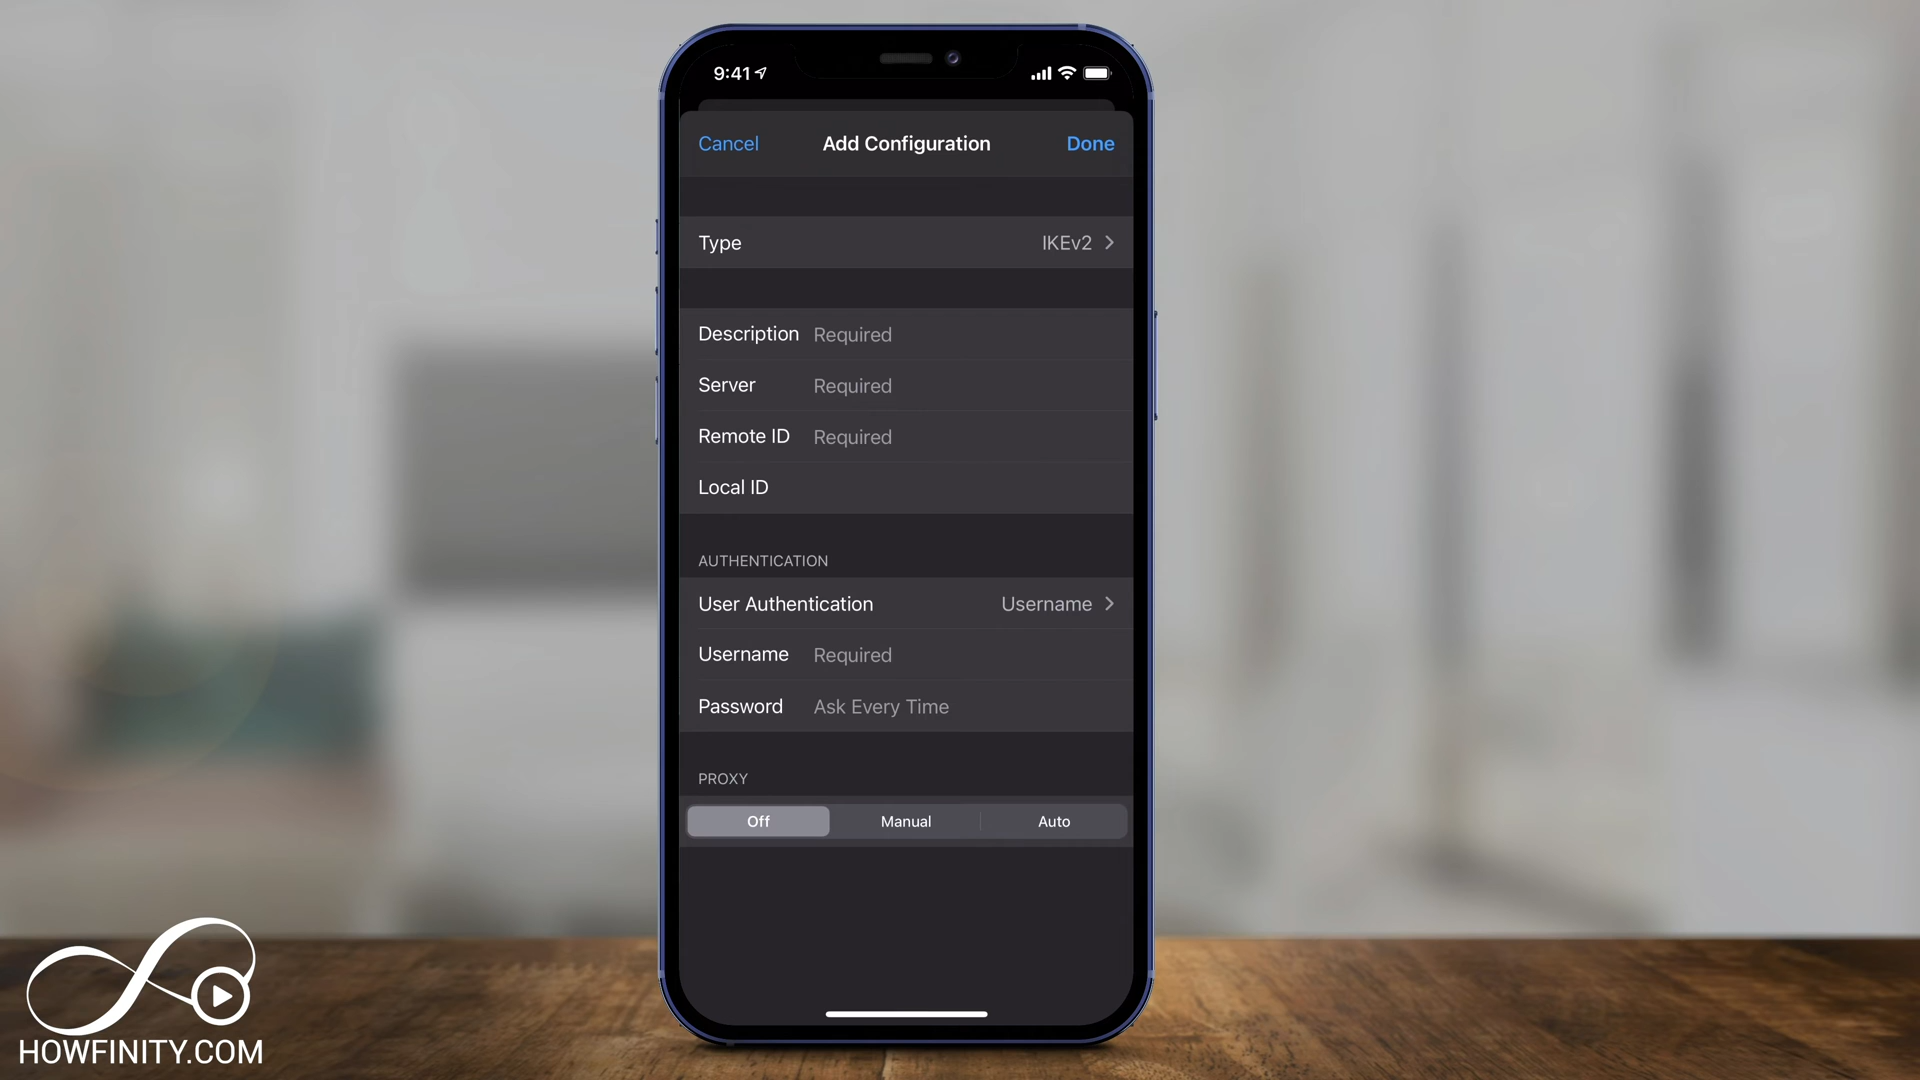 9:41
Cancel Add Configuration Done
Type IKEv2
Description Required
Server Required
Remote ID Required
Local ID
AUTHENTICATION
User Authentication Username
Username Required
Password Ask Every Time
PROXY
Off Manual Auto
HOWFINITY.COM